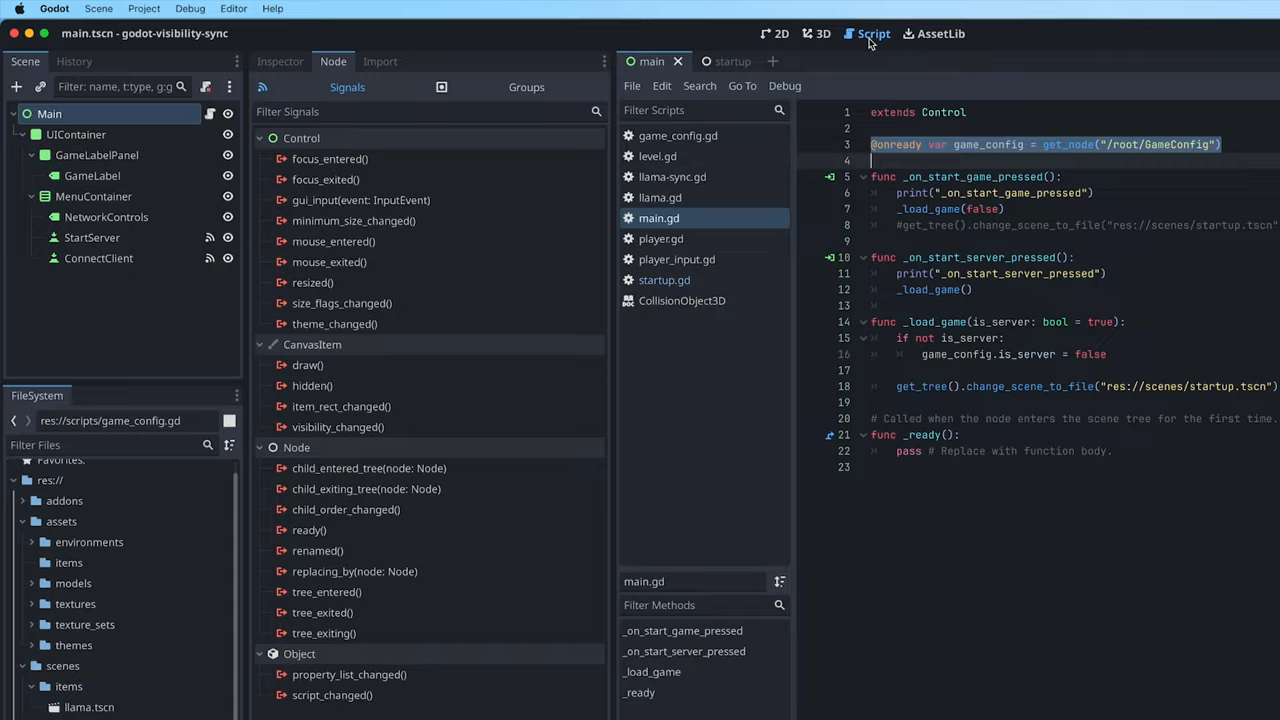 Godot Scene Project Debug Editor Help
main.tscn - godot-visibility-sync
2D 3D Script AssetLib
Scene History
Filter: name, t:type, g:g
Main
UIContainer
GameLabelPanel
GameLabel
MenuContainer
NetworkControls
StartServer
ConnectClient
FileSystem
res://scripts/game_config.gd
Filter Files
Favorites:
res://
addons
assets
environments
items
models
textures
texture_sets
themes
scenes
items
llama.tscn
Inspector Node Import
Signals Groups
Filter Signals
Control
focus_entered()
focus_exited()
gui_input(event: InputEvent)
minimum_size_changed()
mouse_entered()
mouse_exited()
resized()
size_flags_changed()
theme_changed()
CanvasItem
draw()
hidden()
item_rect_changed()
visibility_changed()
Node
child_entered_tree(node: Node)
child_exiting_tree(node: Node)
child_order_changed()
ready()
renamed()
replacing_by(node: Node)
tree_entered()
tree_exited()
tree_exiting()
Object
property_list_changed()
script_changed()
main startup
File Edit Search Go To Debug
Filter Scripts
game_config.gd
level.gd
llama-sync.gd
llama.gd
main.gd
player.gd
player_input.gd
startup.gd
CollisionObject3D
main.gd
Filter Methods
_on_start_game_pressed
_on_start_server_pressed
_load_game
_ready
1 extends Control
2
3 @onready var game_config = get_node("/root/GameConfig")
4
5 func _on_start_game_pressed():
6 print("_on_start_game_pressed")
7 _load_game(false)
8 #get_tree().change_scene_to_file("res://scenes/startup.tscn"
9
10 func _on_start_server_pressed():
11 print("_on_start_server_pressed")
12 _load_game()
13
14 func _load_game(is_server: bool = true):
15 if not is_server:
16 game_config.is_server = false
17
18 get_tree().change_scene_to_file("res://scenes/startup.tscn")
19
20 # Called when the node enters the scene tree for the first time.
21 func _ready():
22 pass # Replace with function body.
23